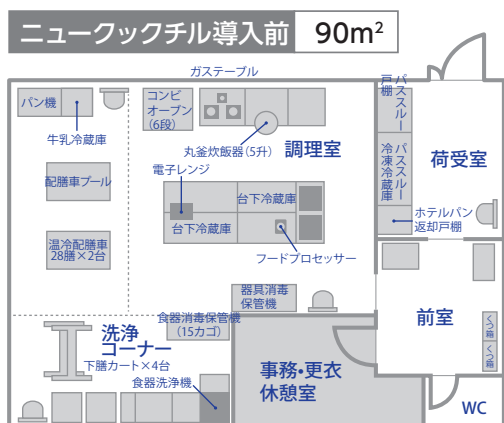 ニュークックチル導入前 90m²
ガステーブル
パン機
牛乳冷蔵庫
コンビ
オーブン
(6段)
丸釜炊飯器(5升)
調理室
パススルー
戸棚
パススルー
冷凍冷蔵庫
荷受室
ホテルパン
返却戸棚
配膳車プール
電子レンジ
台下冷蔵庫
台下冷蔵庫
フードプロセッサー
温冷配膳車
28膳×2台
器具消毒
保管機
食器消毒保管機
(15カゴ)
洗浄
コーナー
下膳カート×4台
食器洗浄機
事務・更衣
休憩室
前室
くつ箱
くつ箱
WC